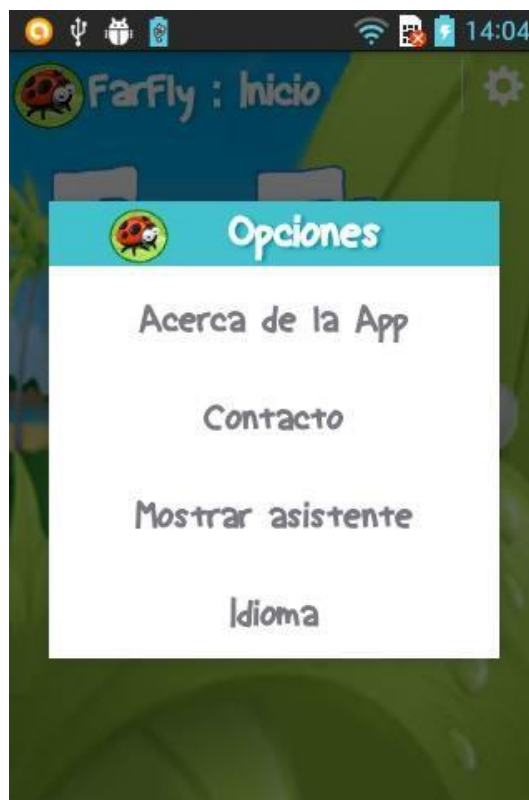 14:04
FarFly : Inicio
Opciones
Acerca de la App
Contacto
Mostrar asistente
Idioma